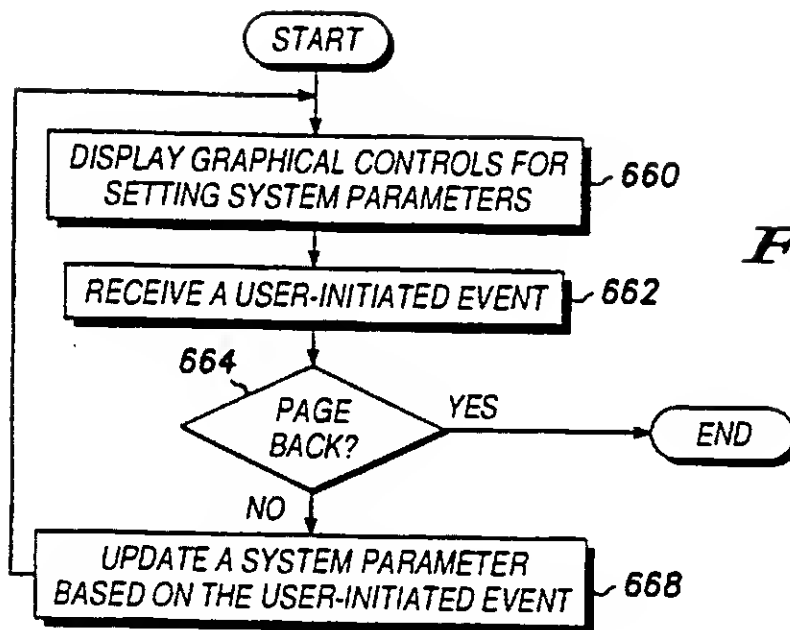 START
DISPLAY GRAPHICAL CONTROLS FOR
SETTING SYSTEM PARAMETERS
660
RECEIVE A USER-INITIATED EVENT
662
664
PAGE
BACK?
YES
END
NO
UPDATE A SYSTEM PARAMETER
BASED ON THE USER-INITIATED EVENT
668
F